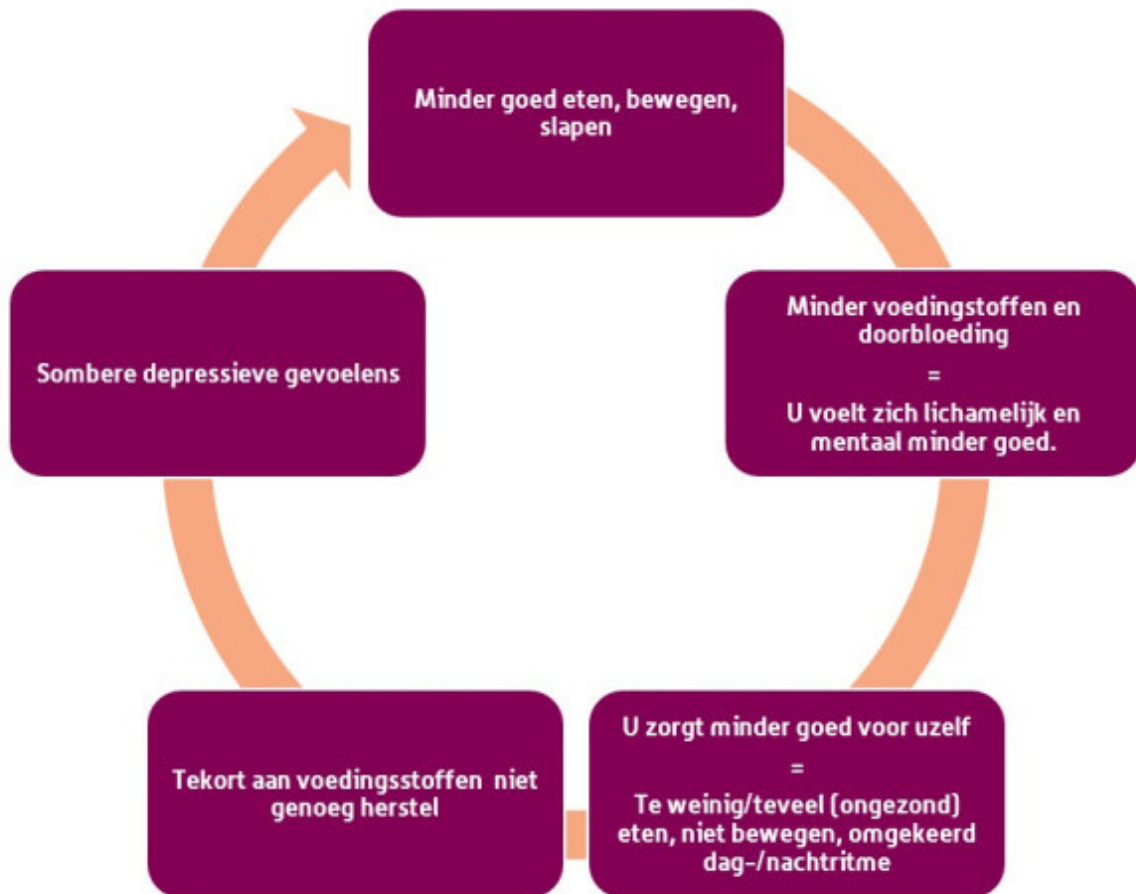 Minder goed eten, bewegen,
slapen
Minder voedingstoffen en
doorbloeding
=
U voelt zich lichamelijk en
mentaal minder goed.
U zorgt minder goed voor uzelf
=
Te weinig/teveel (ongezond)
eten, niet bewegen, omgekeerd
dag-/nachtritme
Tekort aan voedingsstoffen  niet
genoeg herstel
Sombere depressieve gevoelens